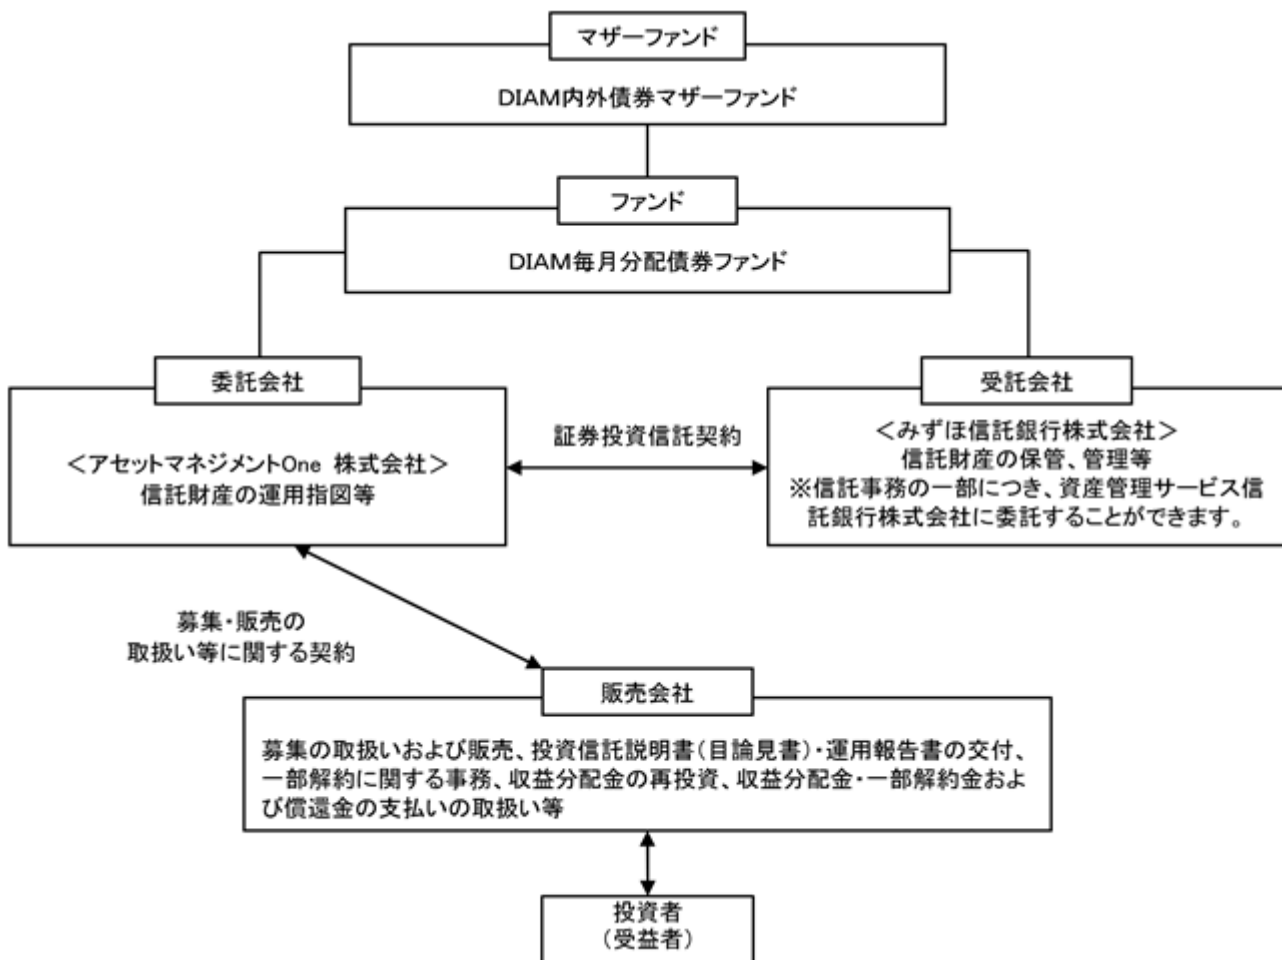 マザーファンド
DIAM内外債券マザーファンド
ファンド
DIAM毎月分配債券ファンド
委託会社
＜アセットマネジメントOne 株式会社＞
信託財産の運用指図等
証券投資信託契約
受託会社
＜みずほ信託銀行株式会社＞
信託財産の保管、管理等
※信託事務の一部につき、資産管理サービス信
託銀行株式会社に委託することができます。
募集・販売の
取扱い等に関する契約
販売会社
募集の取扱いおよび販売、投資信託説明書（目論見書）・運用報告書の交付、
一部解約に関する事務、収益分配金の再投資、収益分配金・一部解約金およ
び償還金の支払いの取扱い等
投資者
（受益者）